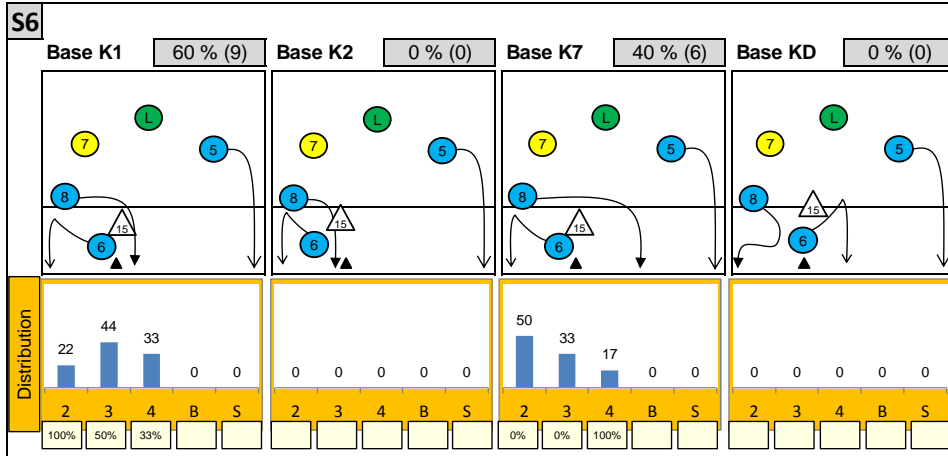 S6
Base K1 60 % (9) Base K2 0 % (0) Base K7 40 % (6) Base KD 0 % (0)
L L L L
7 5 7 5 7 5 7 5
8 8 8 8
15 15 15 15
6 6 6 6
Distribution
22 44 33 0 0
0 0 0 0 0
50 33 17 0 0
0 0 0 0 0
2 3 4 B S 2 3 4 B S 2 3 4 B S 2 3 4 B S
100% 50% 33% 0% 0% 100%